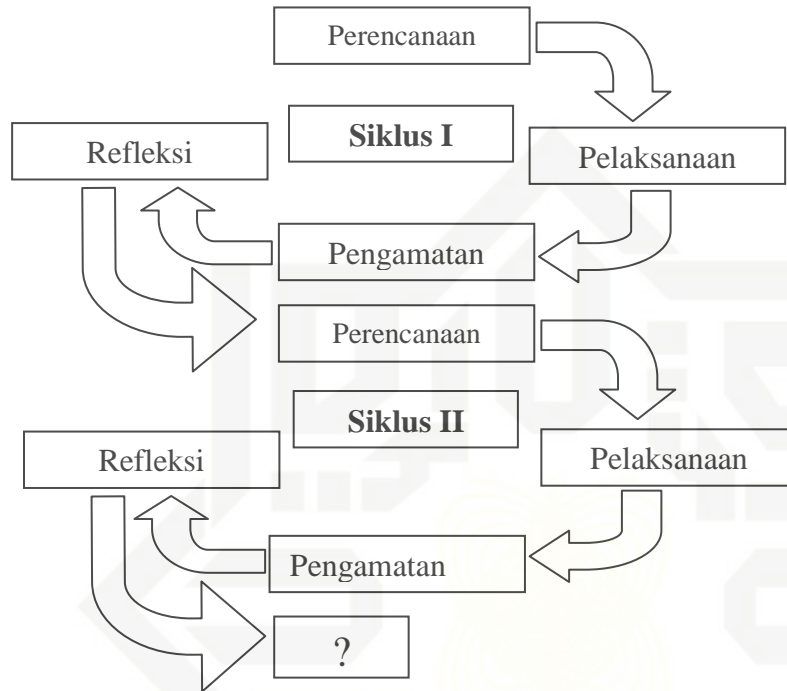 Perencanaan
Siklus I
Refleksi
Pelaksanaan
Pengamatan
Perencanaan
Siklus II
Refleksi
Pelaksanaan
Pengamatan
?